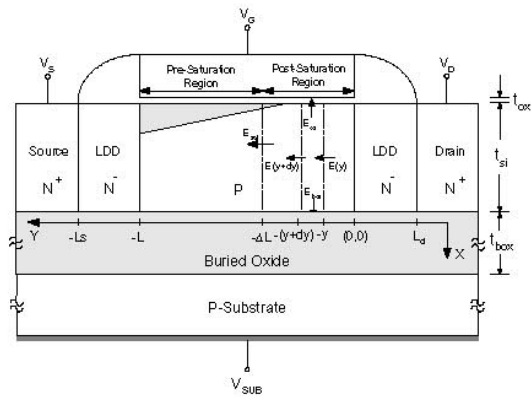 V_G
V_S
V_D
Pre-Saturation
Region
Post-Saturation
Region
t_ox
Source
N^+
LDD
N^-
P
E_ox
E(y+dy)
E(y)
LDD
N^-
Drain
N^+
t_si
Y
-Ls
-L
-ΔL
-(y+dy)
-y
(0,0)
L_d
X
Buried Oxide
t_box
P-Substrate
V_SUB